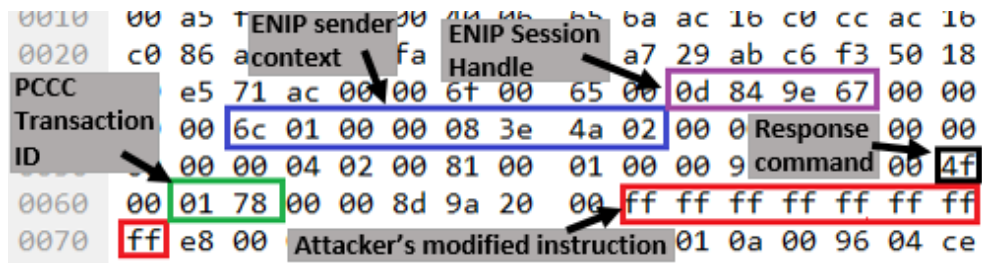 0010 00 a5 00 40 06 65 6a ac 16 c0 cc ac 16
ENIP sender context
ENIP Session Handle
0020 c0 86 fa a7 29 ab c6 f3 50 18
PCCC Transaction ID
e5 71 ac 00 00 6f 00 65 00 0d 84 9e 67 00 00
00 6c 01 00 00 08 3e 4a 02 00 00 00
Response command
00 00 04 02 00 81 00 01 00 00 00 4f
0060 00 01 78 00 00 8d 9a 20 00 ff ff ff ff ff ff ff
0070 ff e8 00 Attacker's modified instruction 01 0a 00 96 04 ce